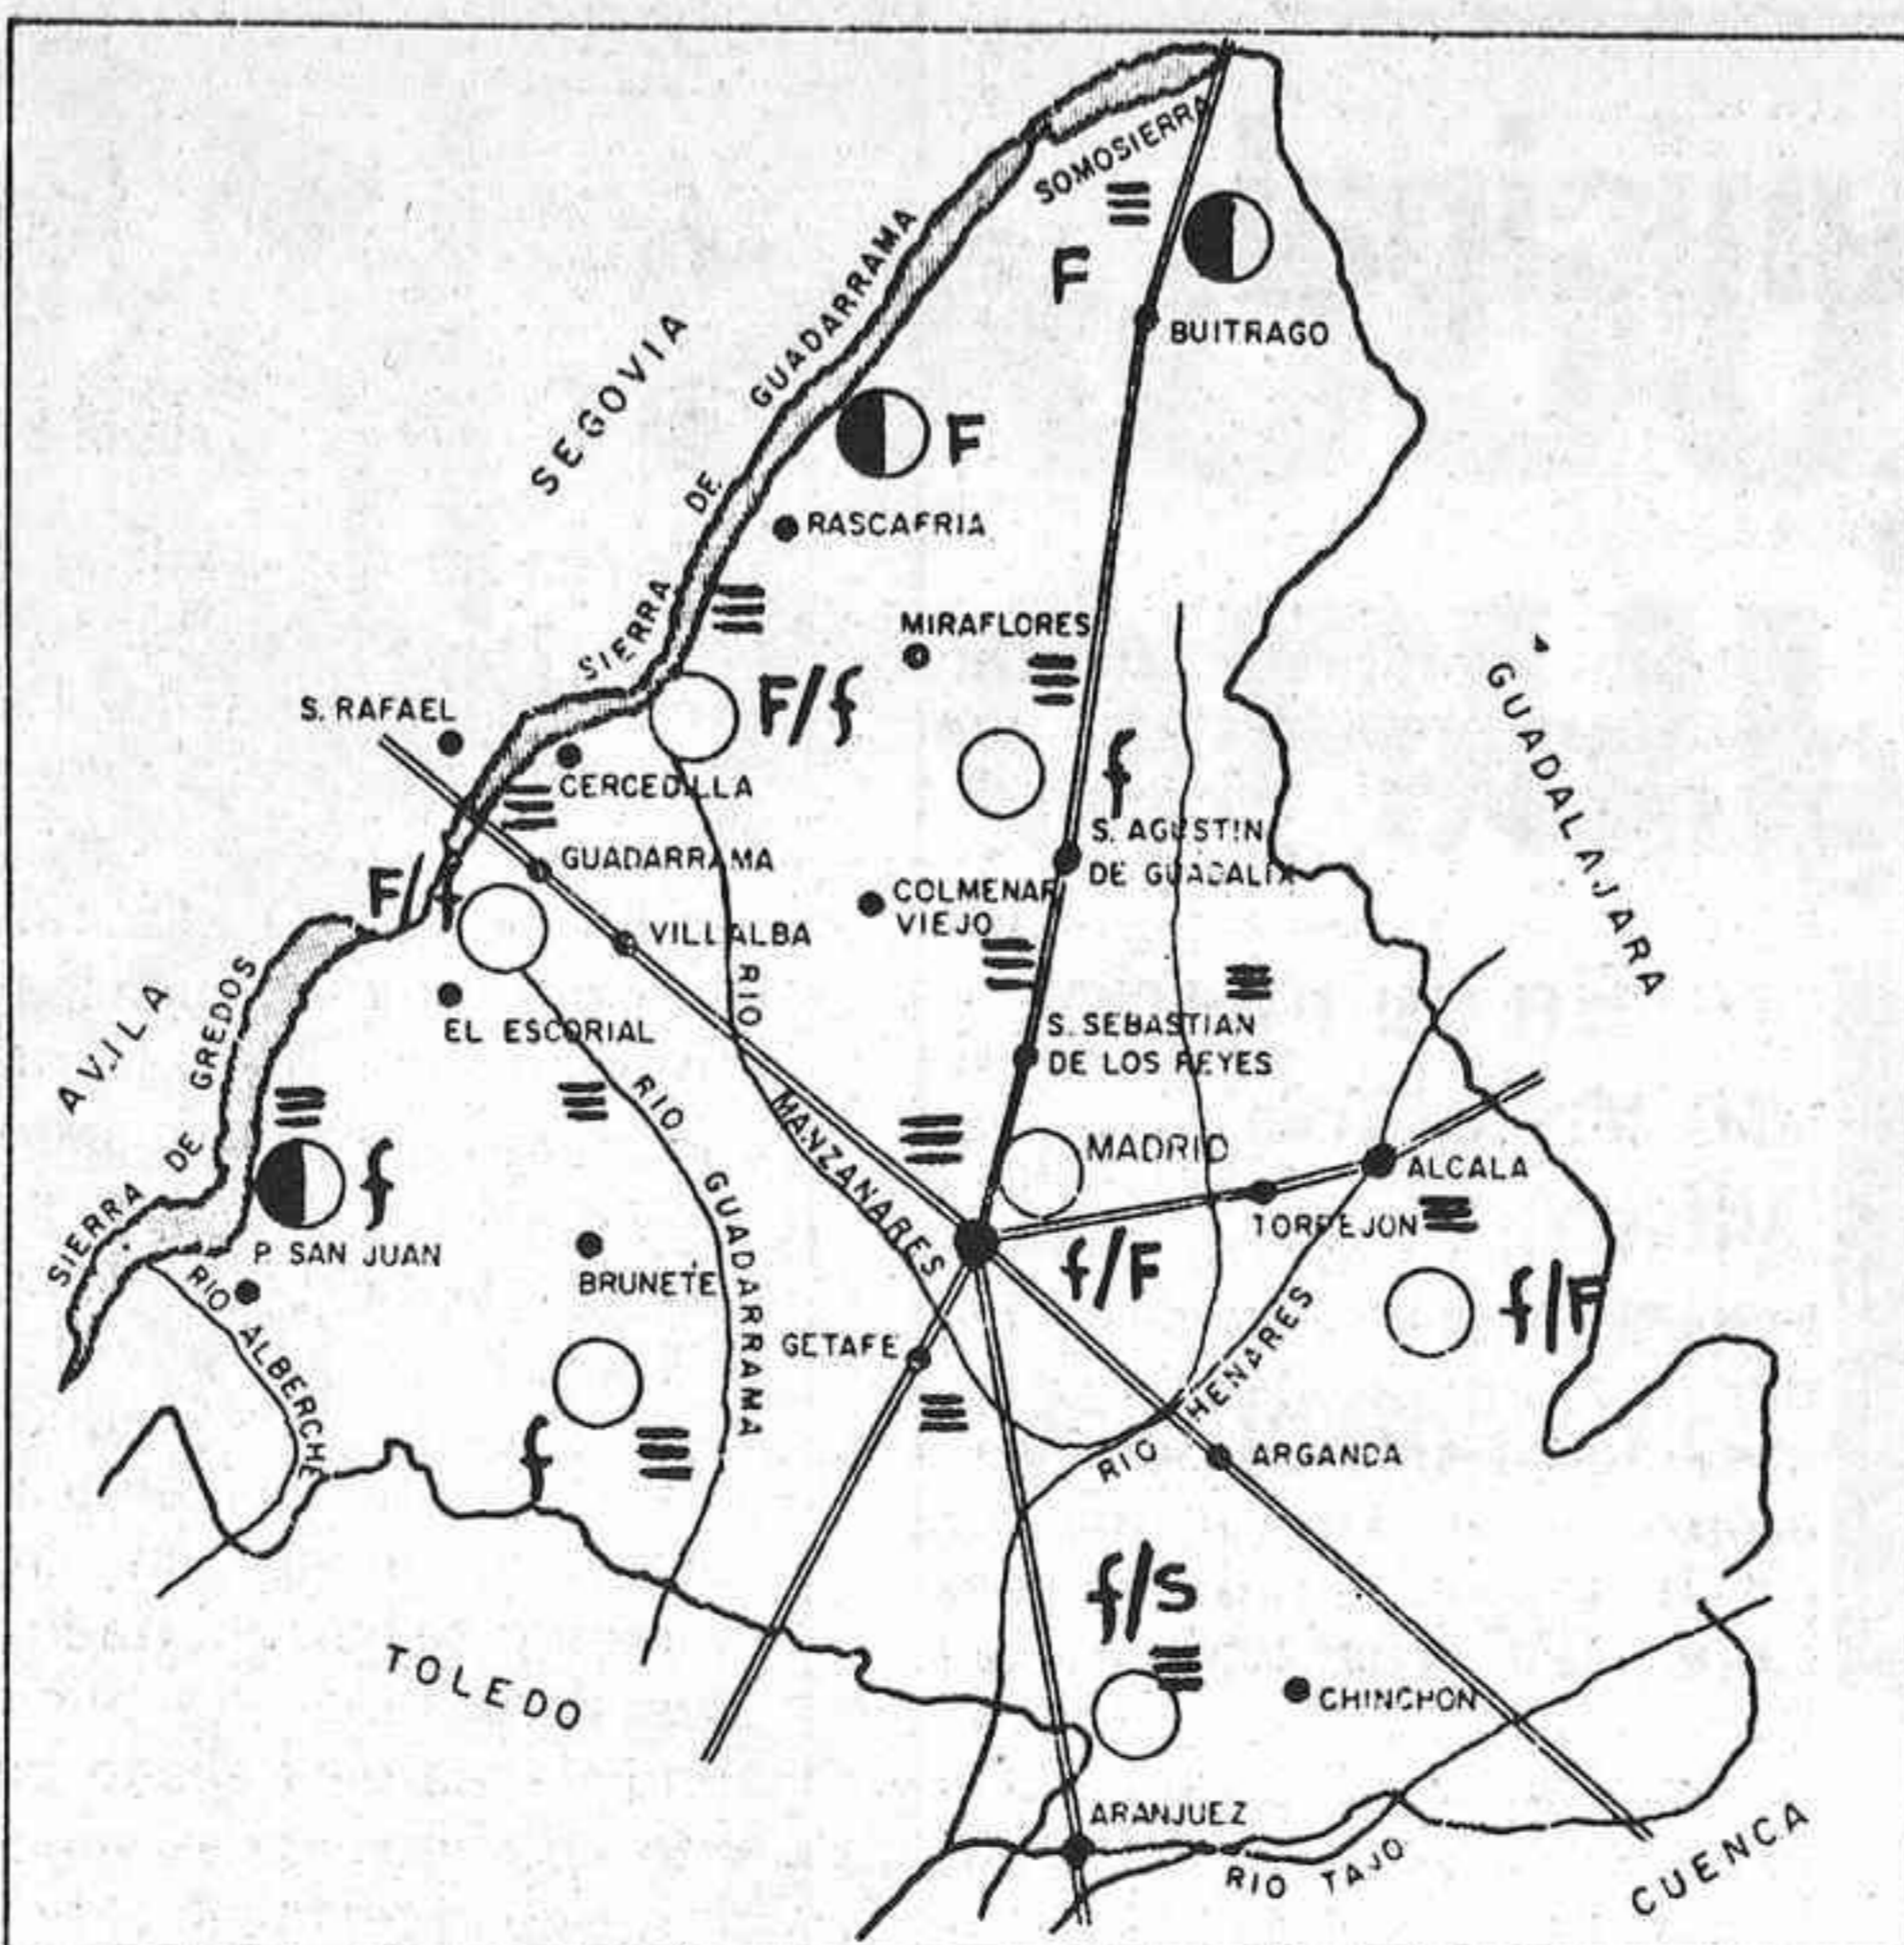 SOMOSIERRA
F
BUITRAGO
SIERRA DE GUADARRAMA
SEGOVIA
F
RASCAFRIA
MIRAFLORES
GUADALAJARA
S. RAFAEL
F/f
CERCEDILLA
f
S. AGUSTIN
DE GUADALIX
GUADARRAMA
F/f
COLMENAR
VIEJO
VILLALBA
EL ESCORIAL
AVILA
SIERRA DE GREDOS
S. SEBASTIAN
DE LOS REYES
RIO MANZANARES
RIO GUADARRAMA
MADRID
ALCALA
TORREJON
f
P. SAN JUAN
BRUNETE
f/F
f/F
RIO ALBERCHE
GETAFE
RIO HENARES
ARGANDA
f
f/S
TOLEDO
CHINCHON
ARANJUEZ
RIO TAJO
CUENCA